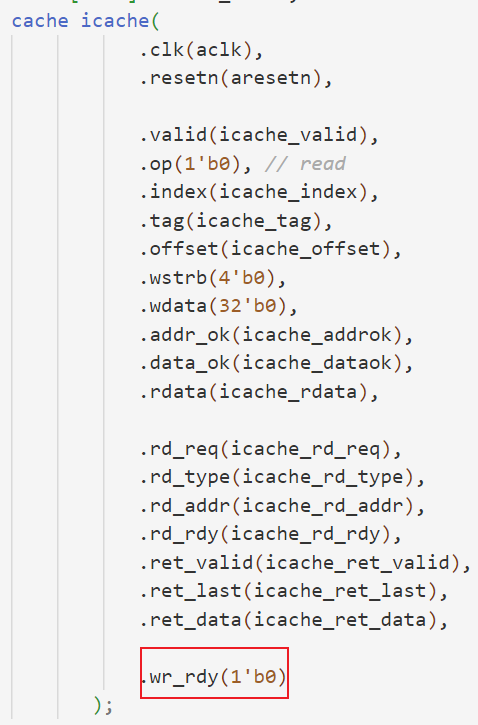 cache icache(
.clk(aclk),
.resetn(aresetn),
.valid(icache_valid),
.op(1'b0), // read
.index(icache_index),
.tag(icache_tag),
.offset(icache_offset),
.wstrb(4'b0),
.wdata(32'b0),
.addr_ok(icache_addrok),
.data_ok(icache_dataok),
.rdata(icache_rdata),
.rd_req(icache_rd_req),
.rd_type(icache_rd_type),
.rd_addr(icache_rd_addr),
.rd_rdy(icache_rd_rdy),
.ret_valid(icache_ret_valid),
.ret_last(icache_ret_last),
.ret_data(icache_ret_data),
.wr_rdy(1'b0)
);